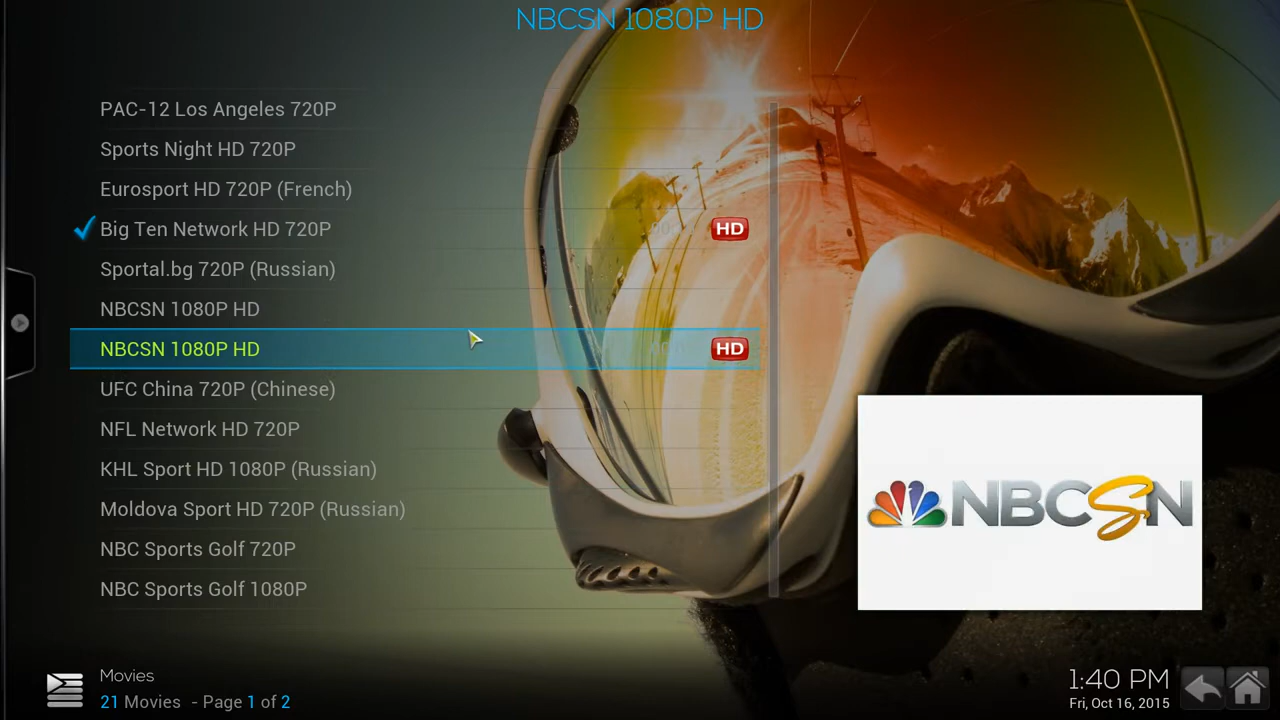 NBCSN 1080P HD
PAC-12 Los Angeles 720P
Sports Night HD 720P
Eurosport HD 720P (French)
Big Ten Network HD 720P
HD
Sportal.bg 720P (Russian)
NBCSN 1080P HD
NBCSN 1080P HD
HD
UFC China 720P (Chinese)
NFL Network HD 720P
KHL Sport HD 1080P (Russian)
Moldova Sport HD 720P (Russian)
NBC Sports Golf 720P
NBC Sports Golf 1080P
NBCSN
Movies
21 Movies - Page 1 of 2
1:40 PM
Fri, Oct 16, 2015